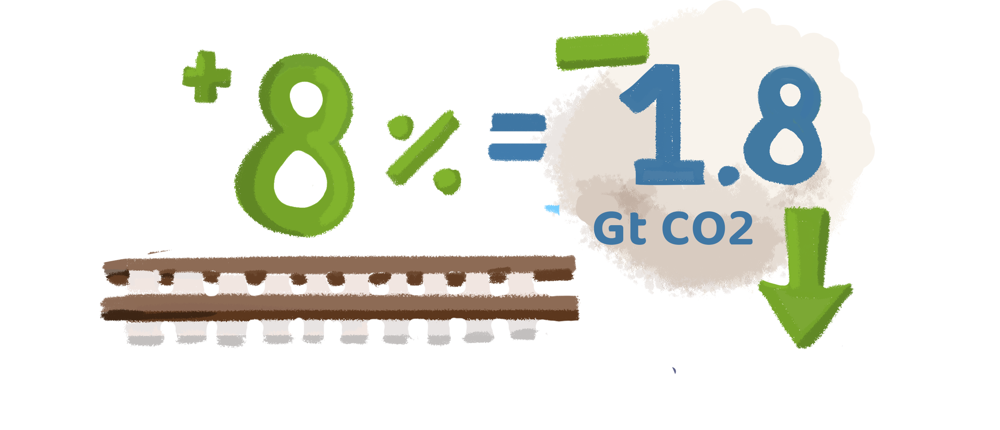 +8% = -1.8
Gt CO2